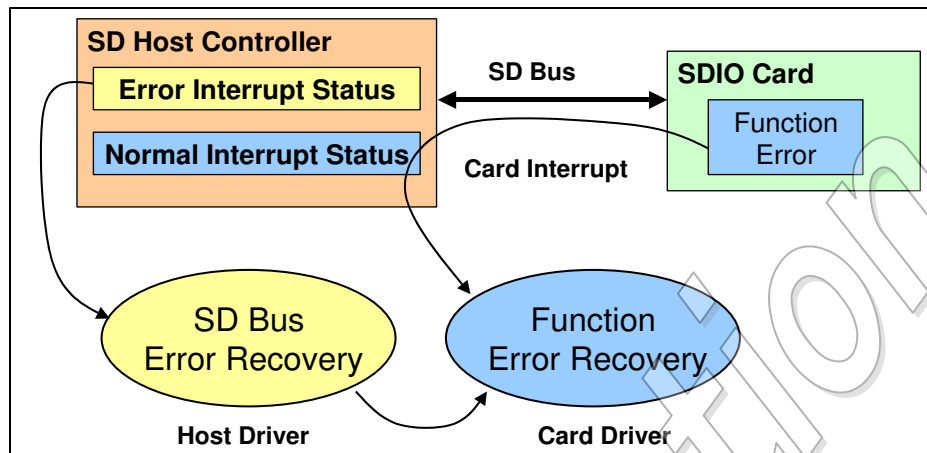 SD Host Controller
Error Interrupt Status
Normal Interrupt Status
SD Bus
Card Interrupt
SDIO Card
Function
Error
SD Bus
Error Recovery
Function
Error Recovery
Host Driver
Card Driver
tion